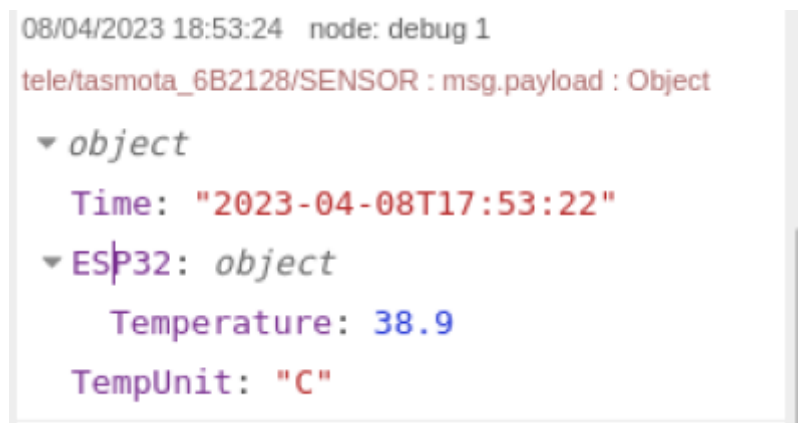 08/04/2023 18:53:24 node: debug 1
tele/tasmota_6B2128/SENSOR : msg.payload : Object
object
Time: "2023-04-08T17:53:22"
ESP32: object
Temperature: 38.9
TempUnit: "C"